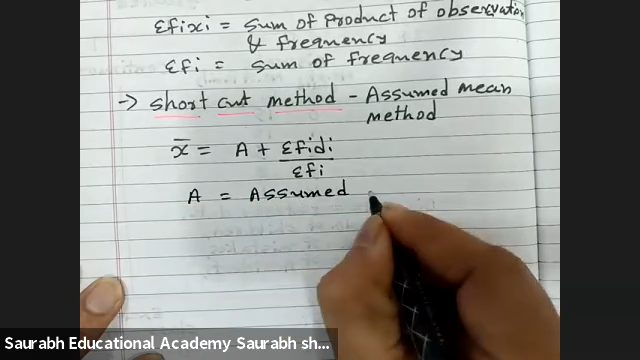 Σfixi = sum of product of observation
& frequency
Σfi = sum of frequency
→ short cut method - Assumed mean
method
x̄ = A + Σfidi
Σfi
A = Assumed
Saurabh Educational Academy Saurabh sh...